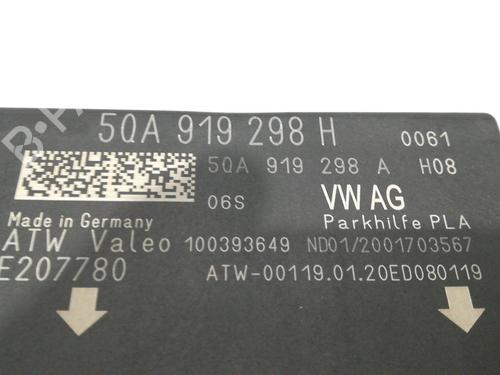 5QA 919 298 H 0061
5QA 919 298 A H08
06S VW AG
Made in Germany Parkhilfe PLA
ATW Valeo 100393649 ND01/2001703567
E207780 ATW-00119.01.20ED080119